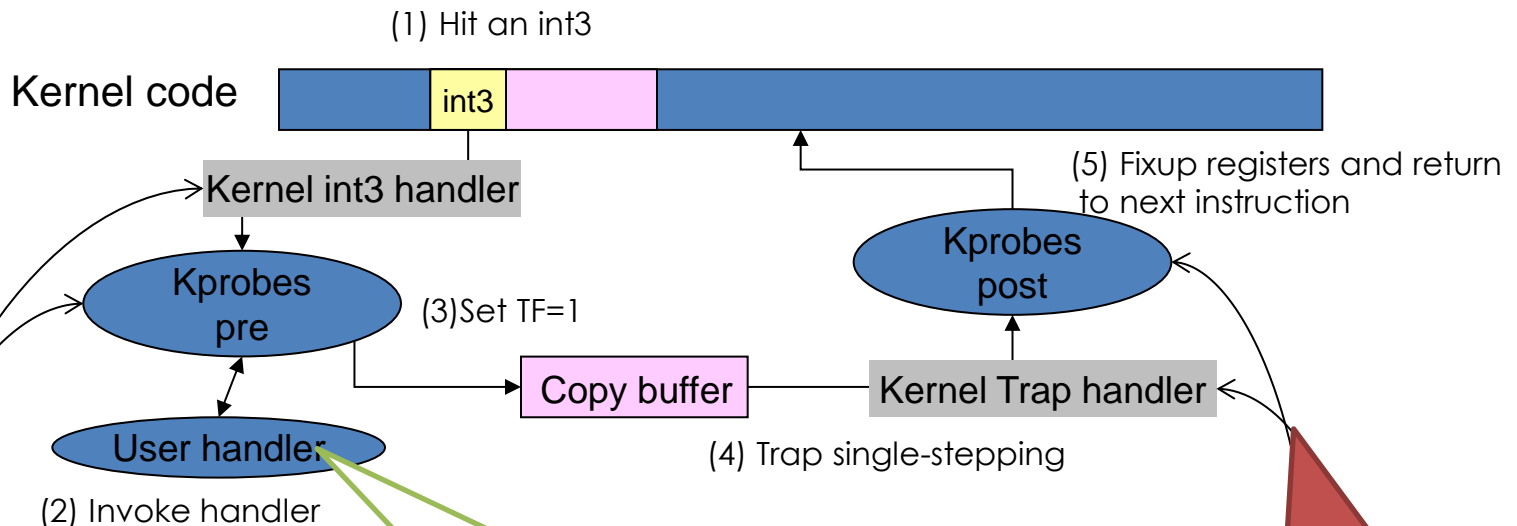 (1) Hit an int3
Kernel code
int3
Kernel int3 handler
(5) Fixup registers and return
to next instruction
Kprobes
pre
Kprobes
post
(3)Set TF=1
Copy buffer
Kernel Trap handler
User handler
(4) Trap single-stepping
(2) Invoke handler